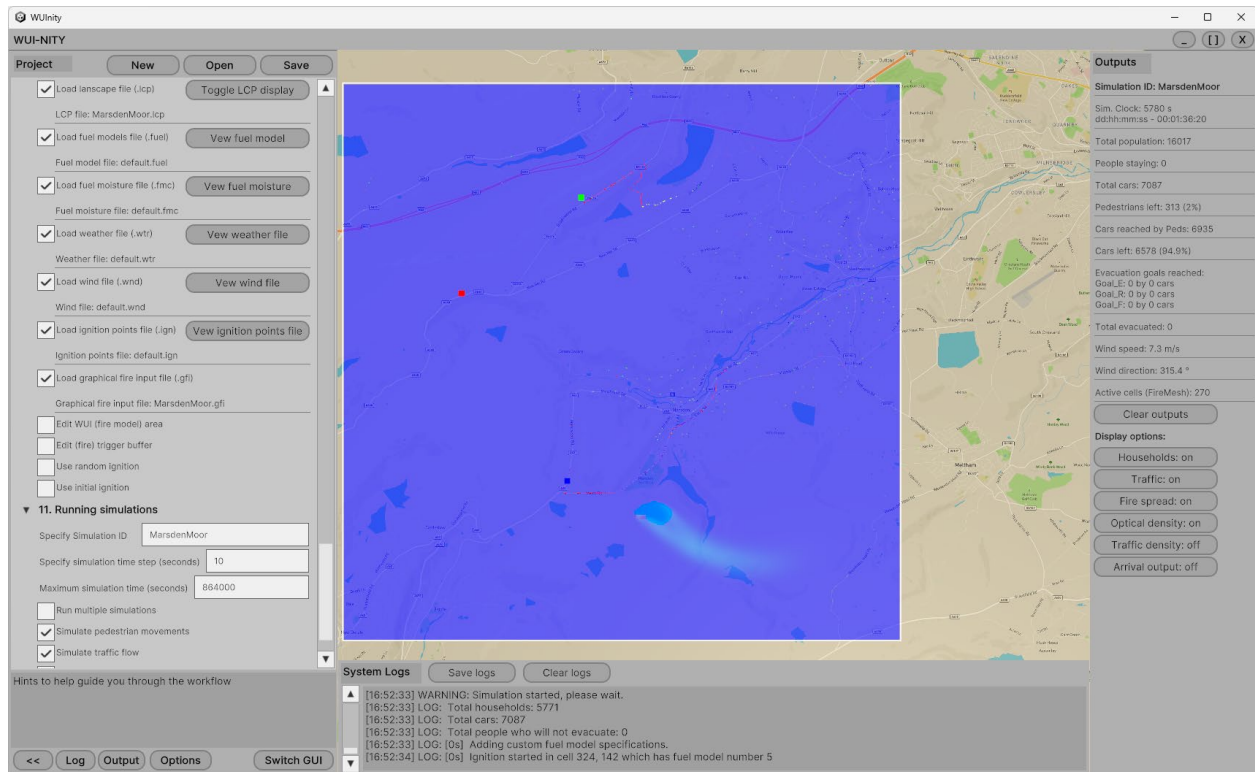 WUInity
WUI-NITY
_ [] X
Project New Open Save
Load lanscape file (.lcp) Toggle LCP display
LCP file: MarsdenMoor.lcp
Load fuel models file (.fuel) Vew fuel model
Fuel model file: default.fuel
Load fuel moisture file (.fmc) Vew fuel moisture
Fuel moisture file: default.fmc
Load weather file (.wtr) Vew weather file
Weather file: default.wtr
Load wind file (.wnd) Vew wind file
Wind file: default.wnd
Load ignition points file (.ign) Vew ignition points file
Ignition points file: default.ign
Load graphical fire input file (.gfi)
Graphical fire input file: MarsdenMoor.gfi
Edit WUI (fire model) area
Edit (fire) trigger buffer
Use random ignition
Use initial ignition
11. Running simulations
Specify Simulation ID MarsdenMoor
Specify simulation time step (seconds) 10
Maximum simulation time (seconds) 864000
Run multiple simulations
Simulate pedestrian movements
Simulate traffic flow
Hints to help guide you through the workflow
<< Log Output Options Switch GUI
Meltham
System Logs Save logs Clear logs
[16:52:33] WARNING: Simulation started, please wait.
[16:52:33] LOG: Total households: 5771
[16:52:33] LOG: Total cars: 7087
[16:52:33] LOG: Total people who will not evacuate: 0
[16:52:33] LOG: [0s] Adding custom fuel model specifications.
[16:52:34] LOG: [0s] Ignition started in cell 324, 142 which has fuel model number 5
Outputs
Simulation ID: MarsdenMoor
Sim. Clock: 5780 s
dd:hh:mm:ss - 00:01:36:20
Total population: 16017
People staying: 0
Total cars: 7087
Pedestrians left: 313 (2%)
Cars reached by Peds: 6935
Cars left: 6578 (94.9%)
Evacuation goals reached:
Goal_E: 0 by 0 cars
Goal_R: 0 by 0 cars
Goal_F: 0 by 0 cars
Total evacuated: 0
Wind speed: 7.3 m/s
Wind direction: 315.4 °
Active cells (FireMesh): 270
Clear outputs
Display options:
Households: on
Traffic: on
Fire spread: on
Optical density: on
Traffic density: off
Arrival output: off